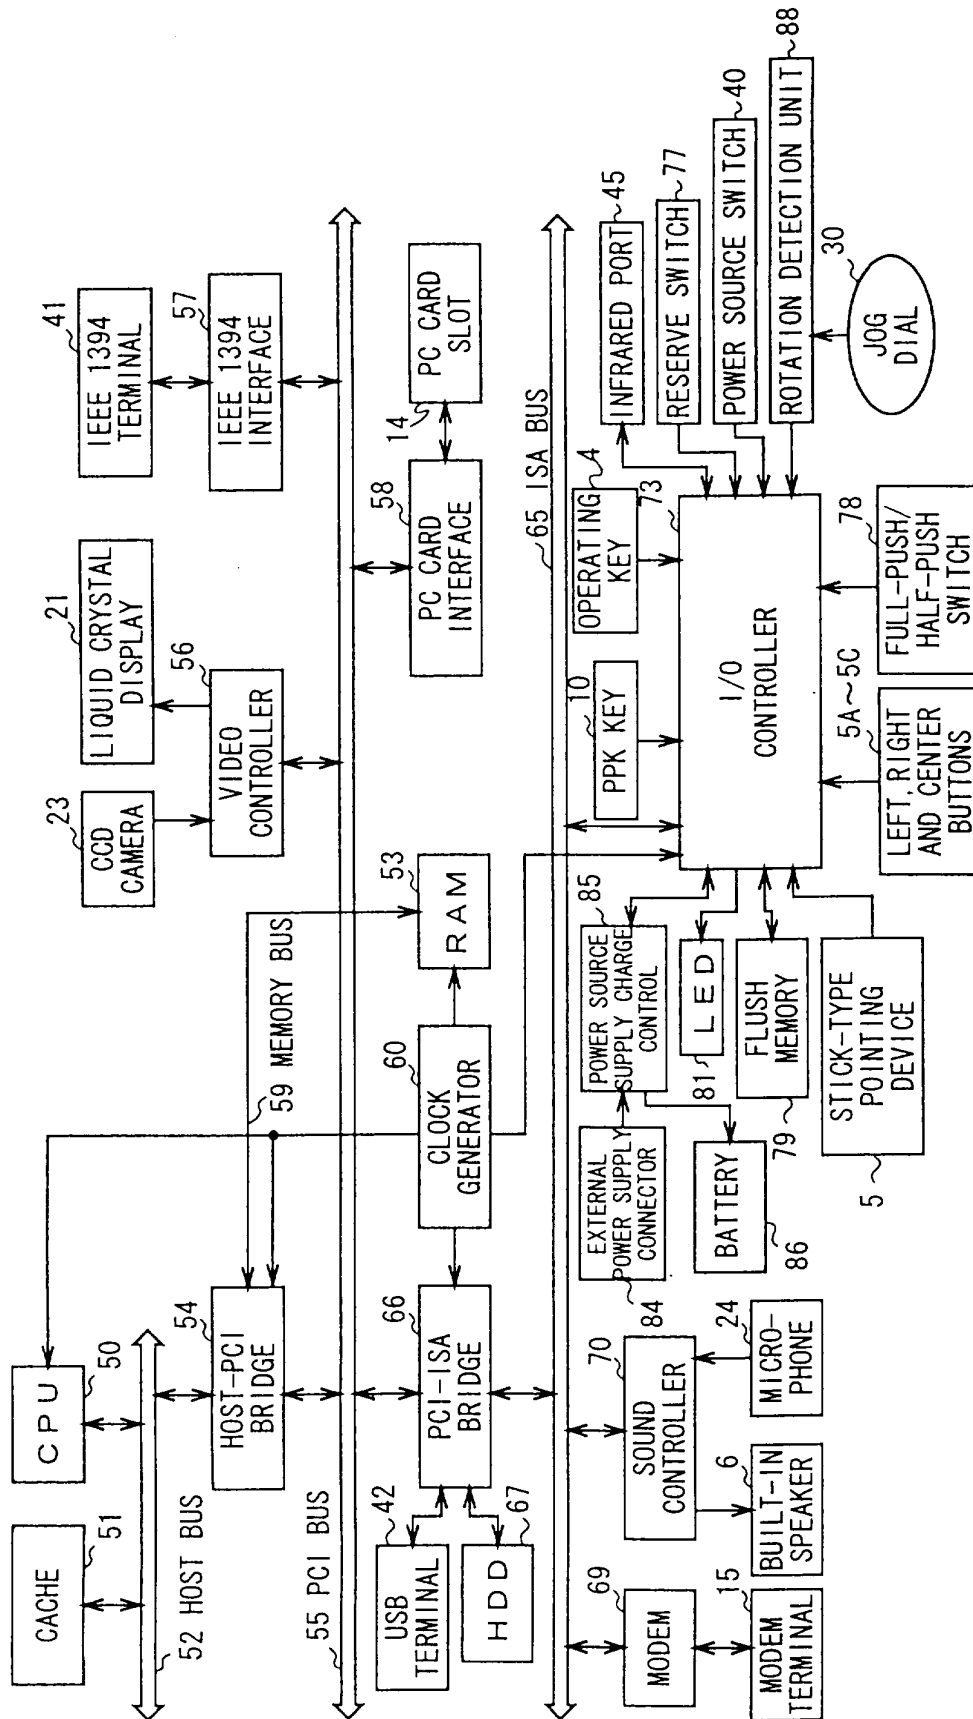 CACHE
51
CPU
50
52 HOST BUS
HOST-PCI
BRIDGE
54
59 MEMORY BUS
CCD
CAMERA
23
LIQUID CRYSTAL
DISPLAY
21
VIDEO
CONTROLLER
56
IEEE 1394
TERMINAL
41
IEEE 1394
INTERFACE
57
55 PCI BUS
USB
TERMINAL
42
HDD
67
PCI-ISA
BRIDGE
66
CLOCK
GENERATOR
60
RAM
53
PC CARD
INTERFACE
58
PC CARD
SLOT
14
65 ISA BUS
MODEM
69
MODEM
TERMINAL
15
SOUND
CONTROLLER
70
BUILT-IN
SPEAKER
6
MICRO-
PHONE
24
EXTERNAL
POWER SUPPLY
CONNECTOR
84
POWER SOURCE
SUPPLY CHARGE
CONTROL
85
BATTERY
86
LED
81
FLUSH
MEMORY
79
STICK-TYPE
POINTING
DEVICE
5
PPK KEY
10
OPERATING
KEY
4
I/O
CONTROLLER
73
LEFT, RIGHT
AND CENTER
BUTTONS
5A~5C
FULL-PUSH/
HALF-PUSH
SWITCH
78
INFRARED PORT
45
RESERVE SWITCH
77
POWER SOURCE SWITCH
40
ROTATION DETECTION UNIT
88
JOG
DIAL
30